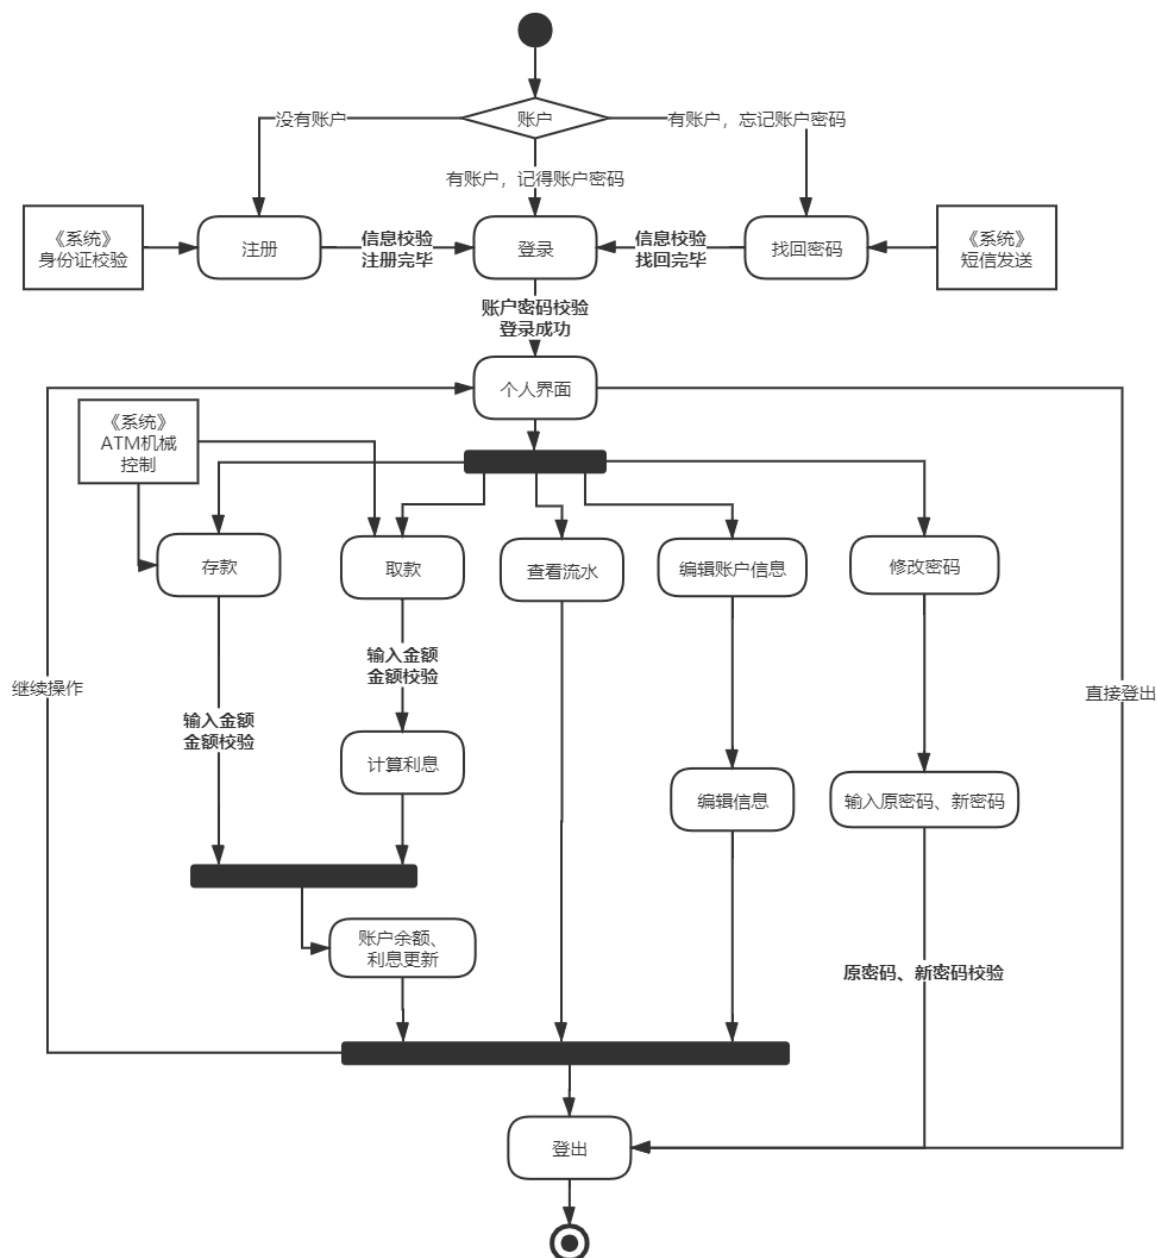 账户
没有账户
有账户，忘记账户密码
有账户，记得账户密码
《系统》
身份证校验
注册
信息校验
注册完毕
登录
信息校验
找回完毕
找回密码
《系统》
短信发送
账户密码校验
登录成功
个人界面
《系统》
ATM机械
控制
存款
取款
查看流水
编辑账户信息
修改密码
输入金额
金额校验
继续操作
直接登出
输入金额
金额校验
计算利息
编辑信息
输入原密码、新密码
账户余额、
利息更新
原密码、新密码校验
登出